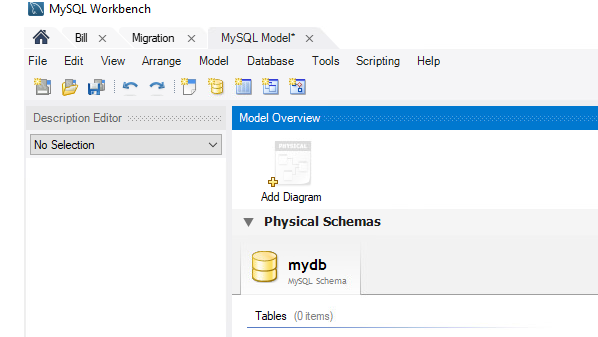 MySQL Workbench
Bill Migration MySQL Model*
File Edit View Arrange Model Database Tools Scripting Help
Description Editor
Model Overview
No Selection
PHYSICAL
Add Diagram
Physical Schemas
mydb
MySQL Schema
Tables (0 items)